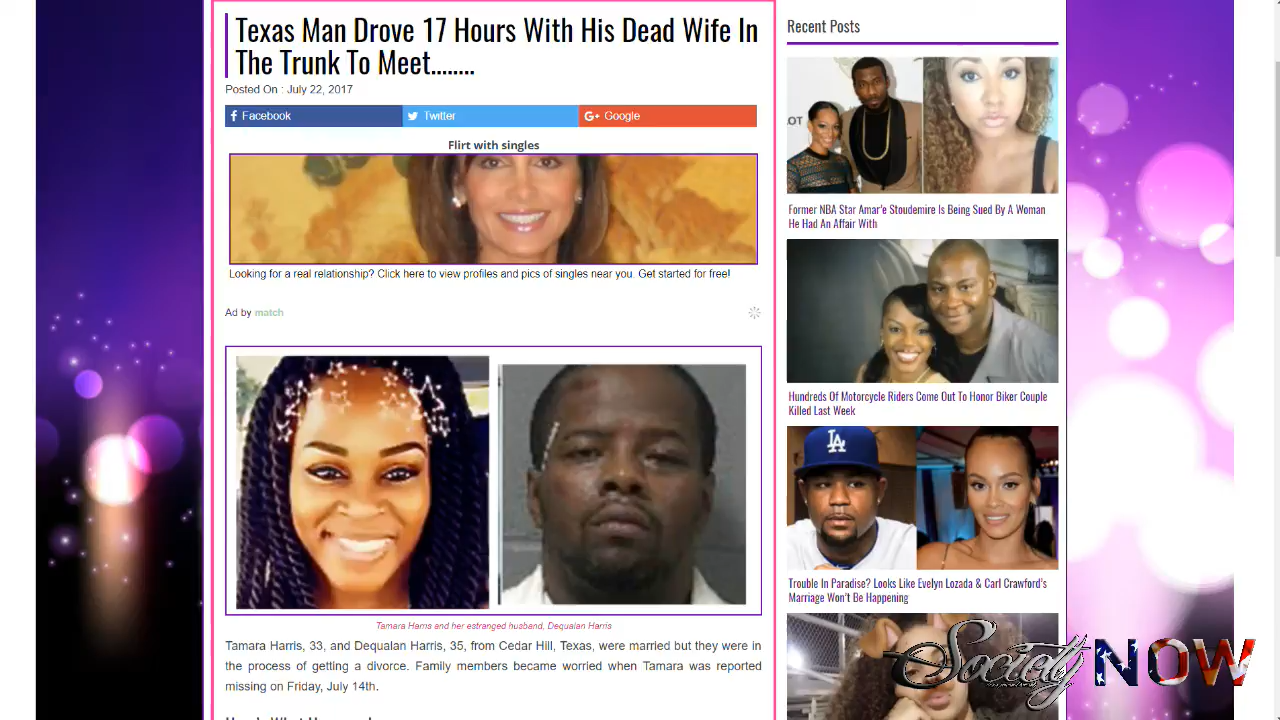 Texas Man Drove 17 Hours With His Dead Wife In
The Trunk To Meet........
Posted On : July 22, 2017
Facebook
Twitter
G+ Google
Flirt with singles
Looking for a real relationship? Click here to view profiles and pics of singles near you. Get started for free!
Ad by match
Tamara Harris and her estranged husband, Dequalan Harris
Tamara Harris, 33, and Dequalan Harris, 35, from Cedar Hill, Texas, were married but they were in
the process of getting a divorce. Family members became worried when Tamara was reported
missing on Friday, July 14th.
Recent Posts
OT
Former NBA Star Amar'e Stoudemire Is Being Sued By A Woman
He Had An Affair With
Hundreds Of Motorcycle Riders Come Out To Honor Biker Couple
Killed Last Week
LA
Trouble In Paradise? Looks Like Evelyn Lozada & Carl Crawford's
Marriage Won't Be Happening
Society NOW